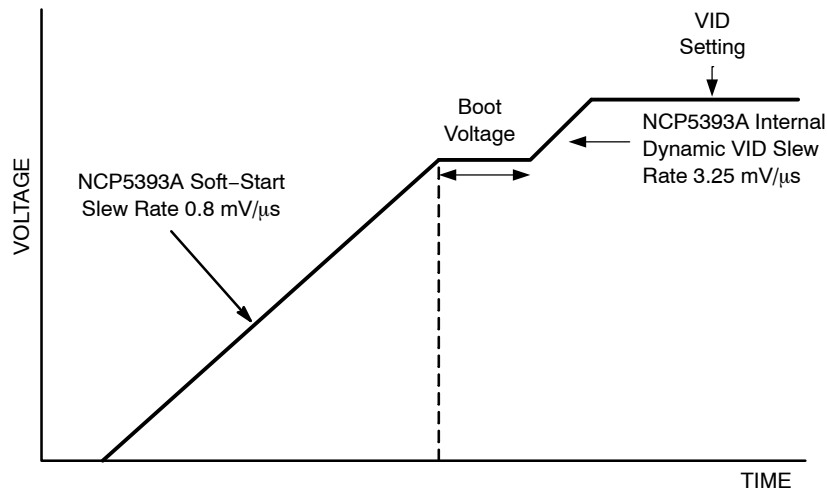 VID
Setting
Boot
Voltage
NCP5393A Internal
Dynamic VID Slew
Rate 3.25 mV/μs
NCP5393A Soft−Start
Slew Rate 0.8 mV/μs
VOLTAGE
TIME